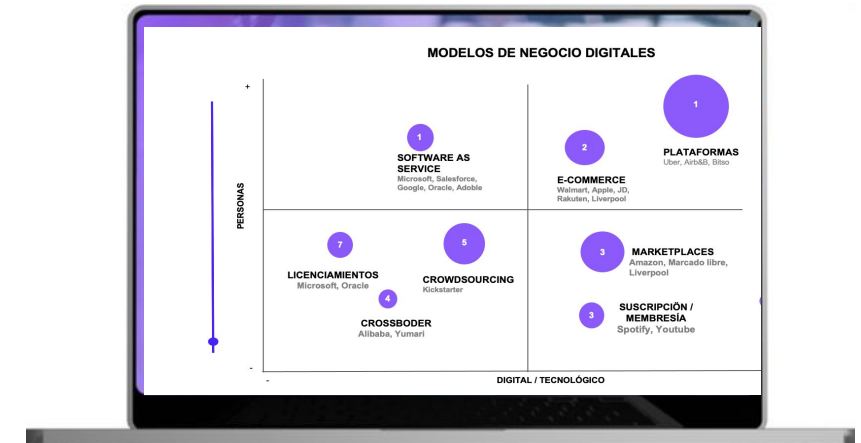 MODELOS DE NEGOCIO DIGITALES
+
1
PLATAFORMAS
Uber, Airb&B, Bitso
1
SOFTWARE AS
SERVICE
Microsoft, Salesforce,
Google, Oracle, Adoble
2
E-COMMERCE
Walmart, Apple, JD,
Rakuten, Liverpool
PERSONAS
7
LICENCIAMIENTOS
Microsoft, Oracle
5
CROWDSOURCING
Kickstarter
3
MARKETPLACES
Amazon, Marcado libre,
Liverpool
4
CROSSBODER
Alibaba, Yumari
3
SUSCRIPCIÖN /
MEMBRESÍA
Spotify, Youtube
-
-
DIGITAL / TECNOLÓGICO